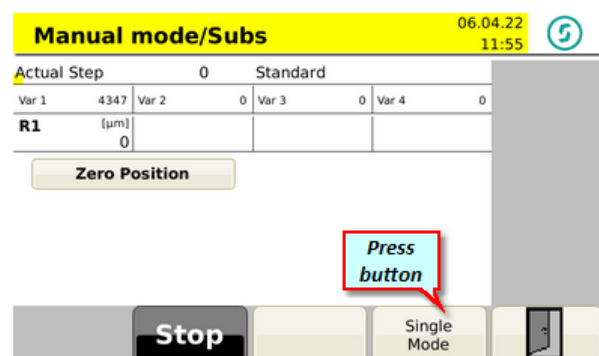 Manual mode/Subs
06.04.22
11:55
Actual Step 0 Standard
Var 1 4347 Var 2 0 Var 3 0 Var 4 0
R1 [µm]
0
Zero Position
Press
button
Stop
Single
Mode